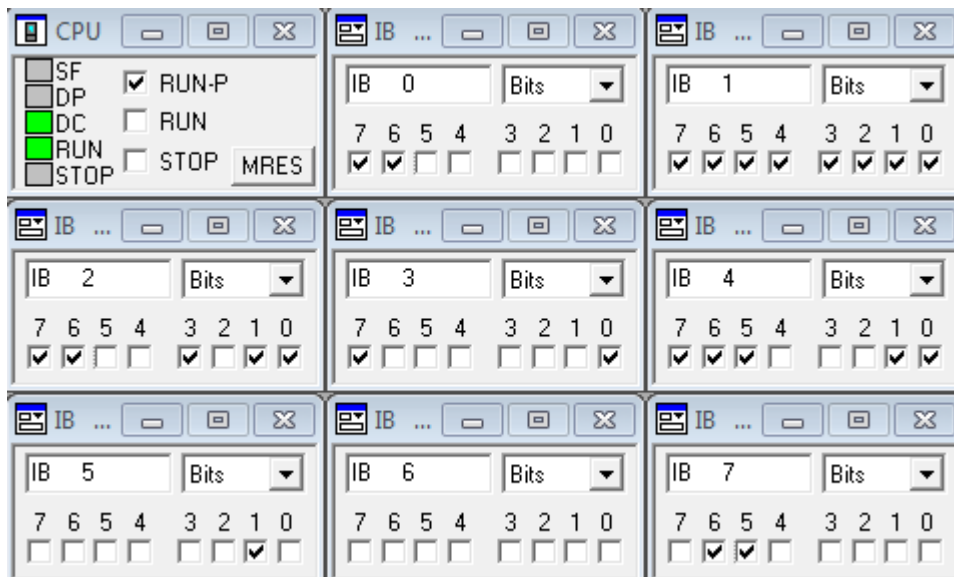 CPU
SF
DP
DC
RUN
STOP
RUN-P
RUN
STOP
MRES
IB ...
IB 0 Bits
7 6 5 4 3 2 1 0
IB ...
IB 1 Bits
7 6 5 4 3 2 1 0
IB ...
IB 2 Bits
7 6 5 4 3 2 1 0
IB ...
IB 3 Bits
7 6 5 4 3 2 1 0
IB ...
IB 4 Bits
7 6 5 4 3 2 1 0
IB ...
IB 5 Bits
7 6 5 4 3 2 1 0
IB ...
IB 6 Bits
7 6 5 4 3 2 1 0
IB ...
IB 7 Bits
7 6 5 4 3 2 1 0